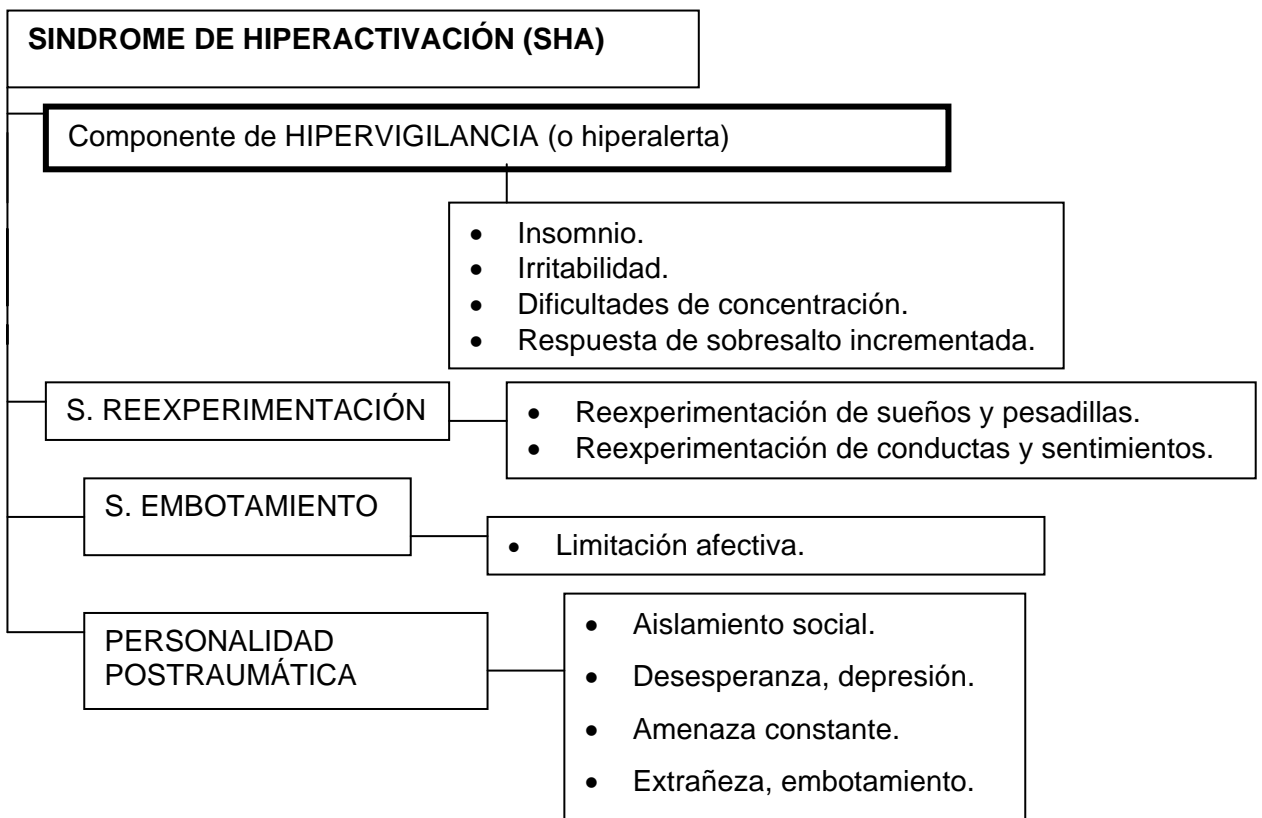 SINDROME DE HIPERACTIVACIÓN (SHA)
Componente de HIPERVIGILANCIA (o hiperalerta)
• Insomnio.
• Irritabilidad.
• Dificultades de concentración.
• Respuesta de sobresalto incrementada.
S. REEXPERIMENTACIÓN
• Reexperimentación de sueños y pesadillas.
• Reexperimentación de conductas y sentimientos.
S. EMBOTAMIENTO
• Limitación afectiva.
PERSONALIDAD
POSTRAUMÁTICA
• Aislamiento social.
• Desesperanza, depresión.
• Amenaza constante.
• Extrañeza, embotamiento.